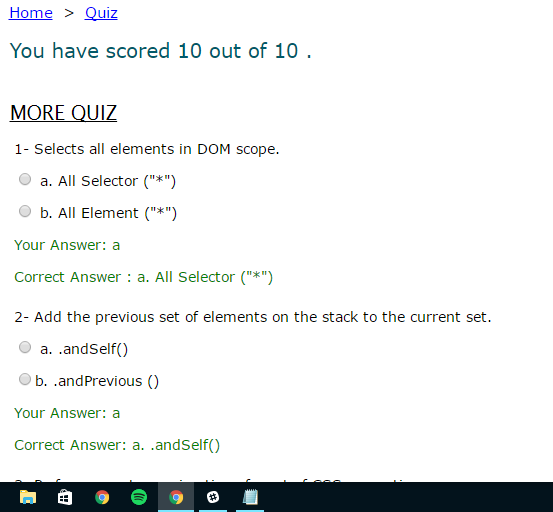 Home > Quiz
You have scored 10 out of 10 .
MORE QUIZ
1- Selects all elements in DOM scope.
a. All Selector ("*")
b. All Element ("*")
Your Answer: a
Correct Answer : a. All Selector ("*")
2- Add the previous set of elements on the stack to the current set.
a. .andSelf()
b. .andPrevious ()
Your Answer: a
Correct Answer: a. .andSelf()